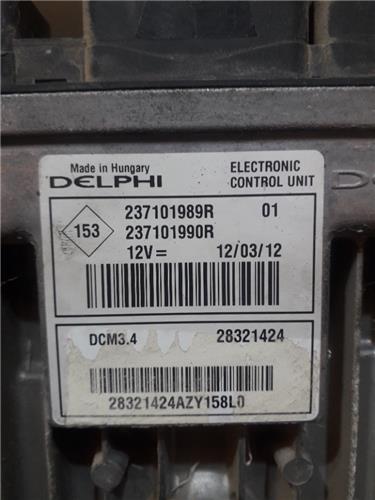 Made in Hungary
DELPHI
ELECTRONIC
CONTROL UNIT
153
237101989R 01
237101990R
12V= 12/03/12
DCM3.4 28321424
28321424AZY158L0